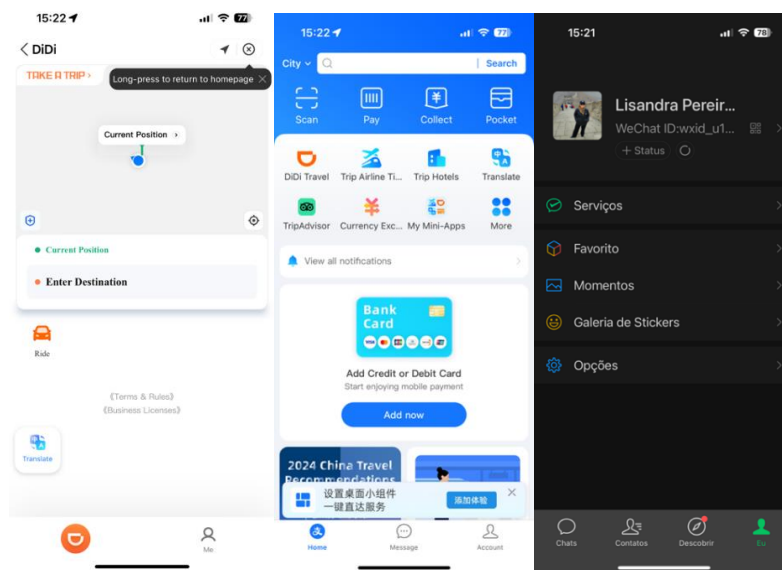 15:22
77
DiDi
TAKE A TRIP
Long-press to return to homepage
Current Position
Current Position
Enter Destination
Ride
《Terms & Rules》
《Business Licenses》
Translate
Me
15:22
77
City
Search
Scan
Pay
Collect
Pocket
DiDi Travel
Trip Airline Ti...
Trip Hotels
Translate
TripAdvisor
Currency Exc...
My Mini-Apps
More
View all notifications
Bank
Card
VISA
Add Credit or Debit Card
Start enjoying mobile payment
Add now
2024 China Travel
Recommendations
设置桌面小组件
一键直达服务
添加体验
Home
Message
Account
15:21
78
Lisandra Pereir...
WeChat ID:wxid_u1...
+ Status
Serviços
Favorito
Momentos
Galeria de Stickers
Opções
Chats
Contatos
Descobrir
Eu